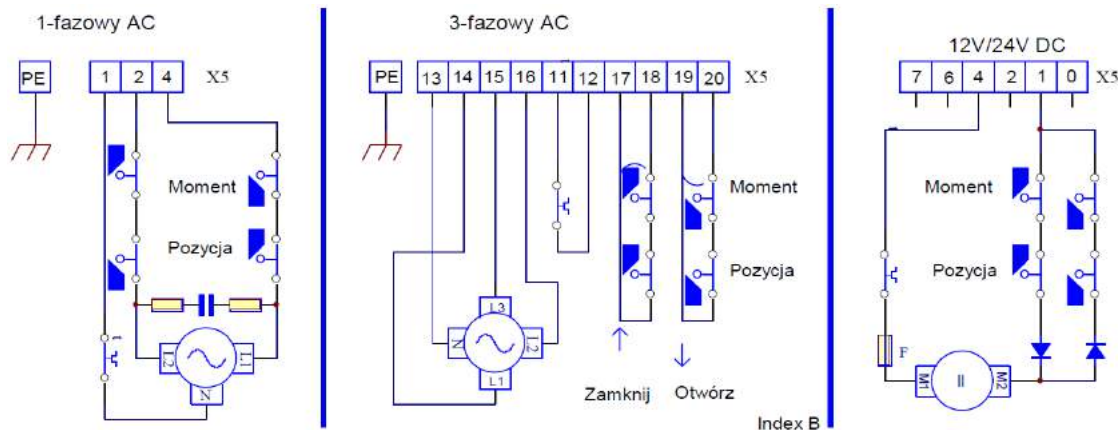 1-fazowy AC
PE
1 2 4 X5
Moment
Pozycja
L2
L1
N
3-fazowy AC
PE
13 14 15 16 11 12 17 18 19 20 X5
Moment
Pozycja
L3
N
L2
L1
Zamknij Otwórz
Index B
12V/24V DC
7 6 4 2 1 0 X5
Moment
Pozycja
F
M1
M2